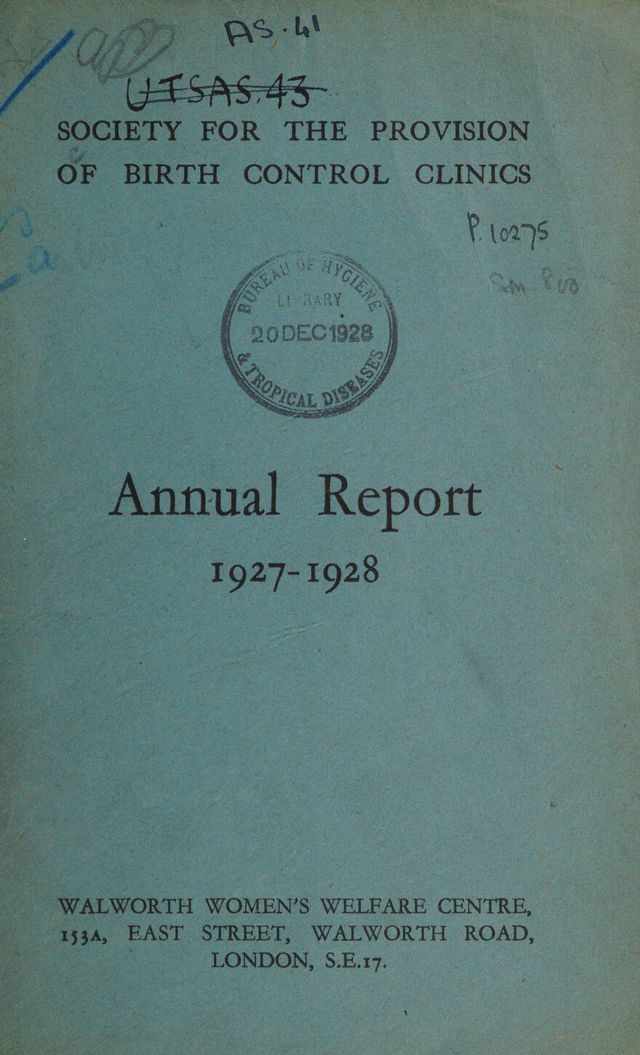 AS.41
UTSAS.43
SOCIETY FOR THE PROVISION
OF BIRTH CONTROL CLINICS
P.10275
BUREAU OF HYGIENE
LIBRARY
20 DEC 1928
& TROPICAL DISEASES
Annual Report
1927-1928
WALWORTH WOMEN'S WELFARE CENTRE,
153A, EAST STREET, WALWORTH ROAD,
LONDON, S.E.17.